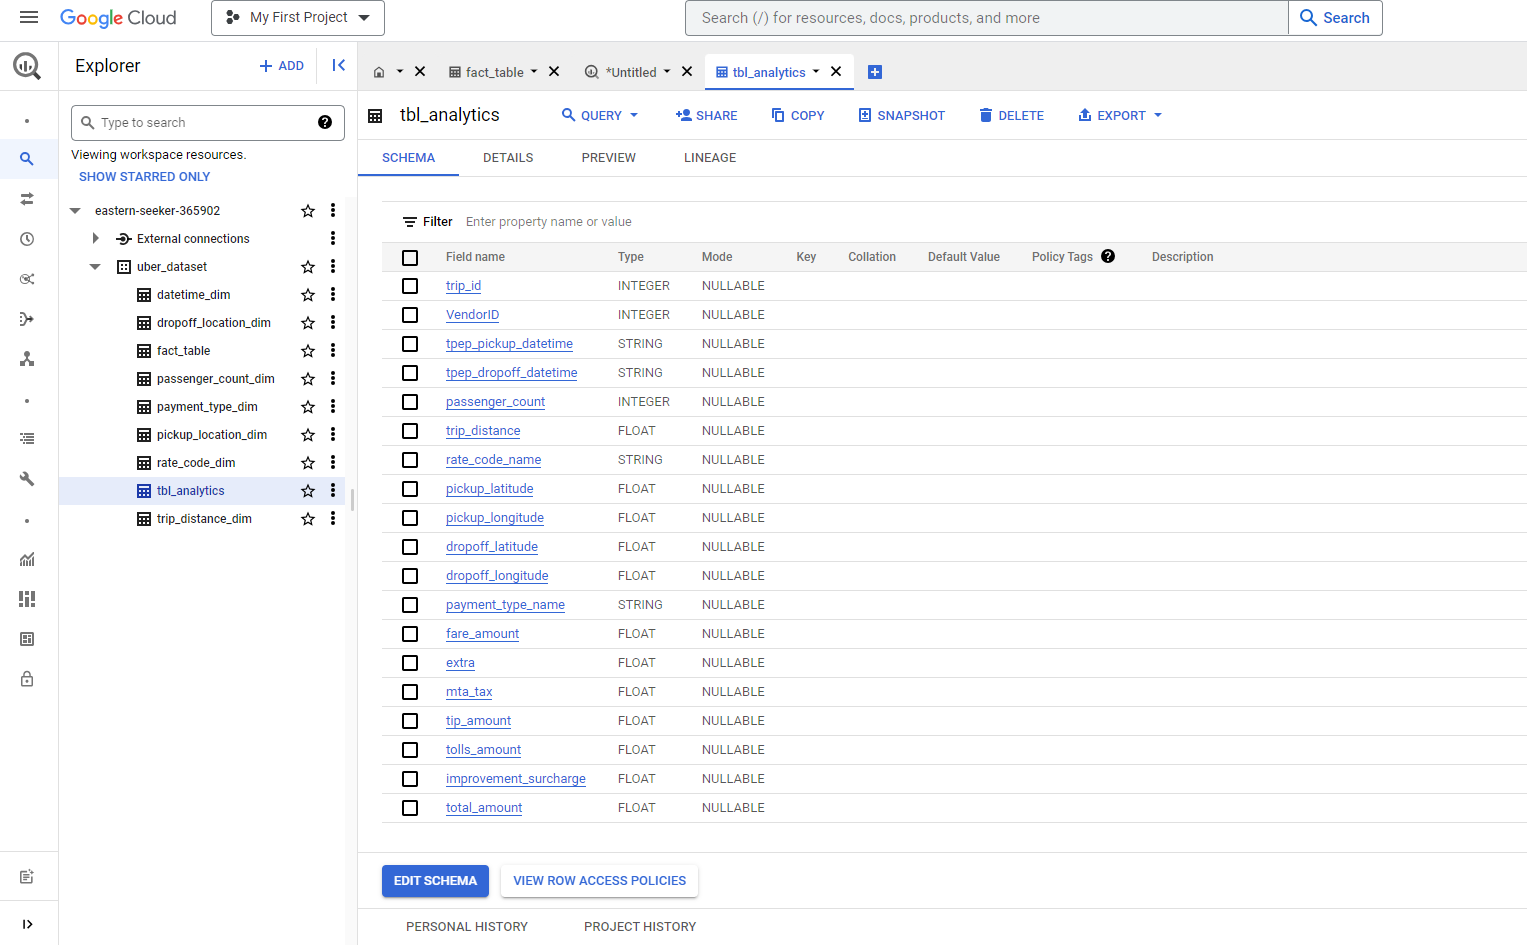 Google Cloud
My First Project
Search (/) for resources, docs, products, and more
Search
Explorer
+ ADD
fact_table
*Untitled
tbl_analytics
Type to search
Viewing workspace resources.
SHOW STARRED ONLY
eastern-seeker-365902
External connections
uber_dataset
datetime_dim
dropoff_location_dim
fact_table
passenger_count_dim
payment_type_dim
pickup_location_dim
rate_code_dim
tbl_analytics
trip_distance_dim
tbl_analytics
QUERY
SHARE
COPY
SNAPSHOT
DELETE
EXPORT
SCHEMA DETAILS PREVIEW LINEAGE
Filter Enter property name or value
Field name Type Mode Key Collation Default Value Policy Tags ? Description
trip_id INTEGER NULLABLE
VendorID INTEGER NULLABLE
tpep_pickup_datetime STRING NULLABLE
tpep_dropoff_datetime STRING NULLABLE
passenger_count INTEGER NULLABLE
trip_distance FLOAT NULLABLE
rate_code_name STRING NULLABLE
pickup_latitude FLOAT NULLABLE
pickup_longitude FLOAT NULLABLE
dropoff_latitude FLOAT NULLABLE
dropoff_longitude FLOAT NULLABLE
payment_type_name STRING NULLABLE
fare_amount FLOAT NULLABLE
extra FLOAT NULLABLE
mta_tax FLOAT NULLABLE
tip_amount FLOAT NULLABLE
tolls_amount FLOAT NULLABLE
improvement_surcharge FLOAT NULLABLE
total_amount FLOAT NULLABLE
EDIT SCHEMA
VIEW ROW ACCESS POLICIES
PERSONAL HISTORY PROJECT HISTORY